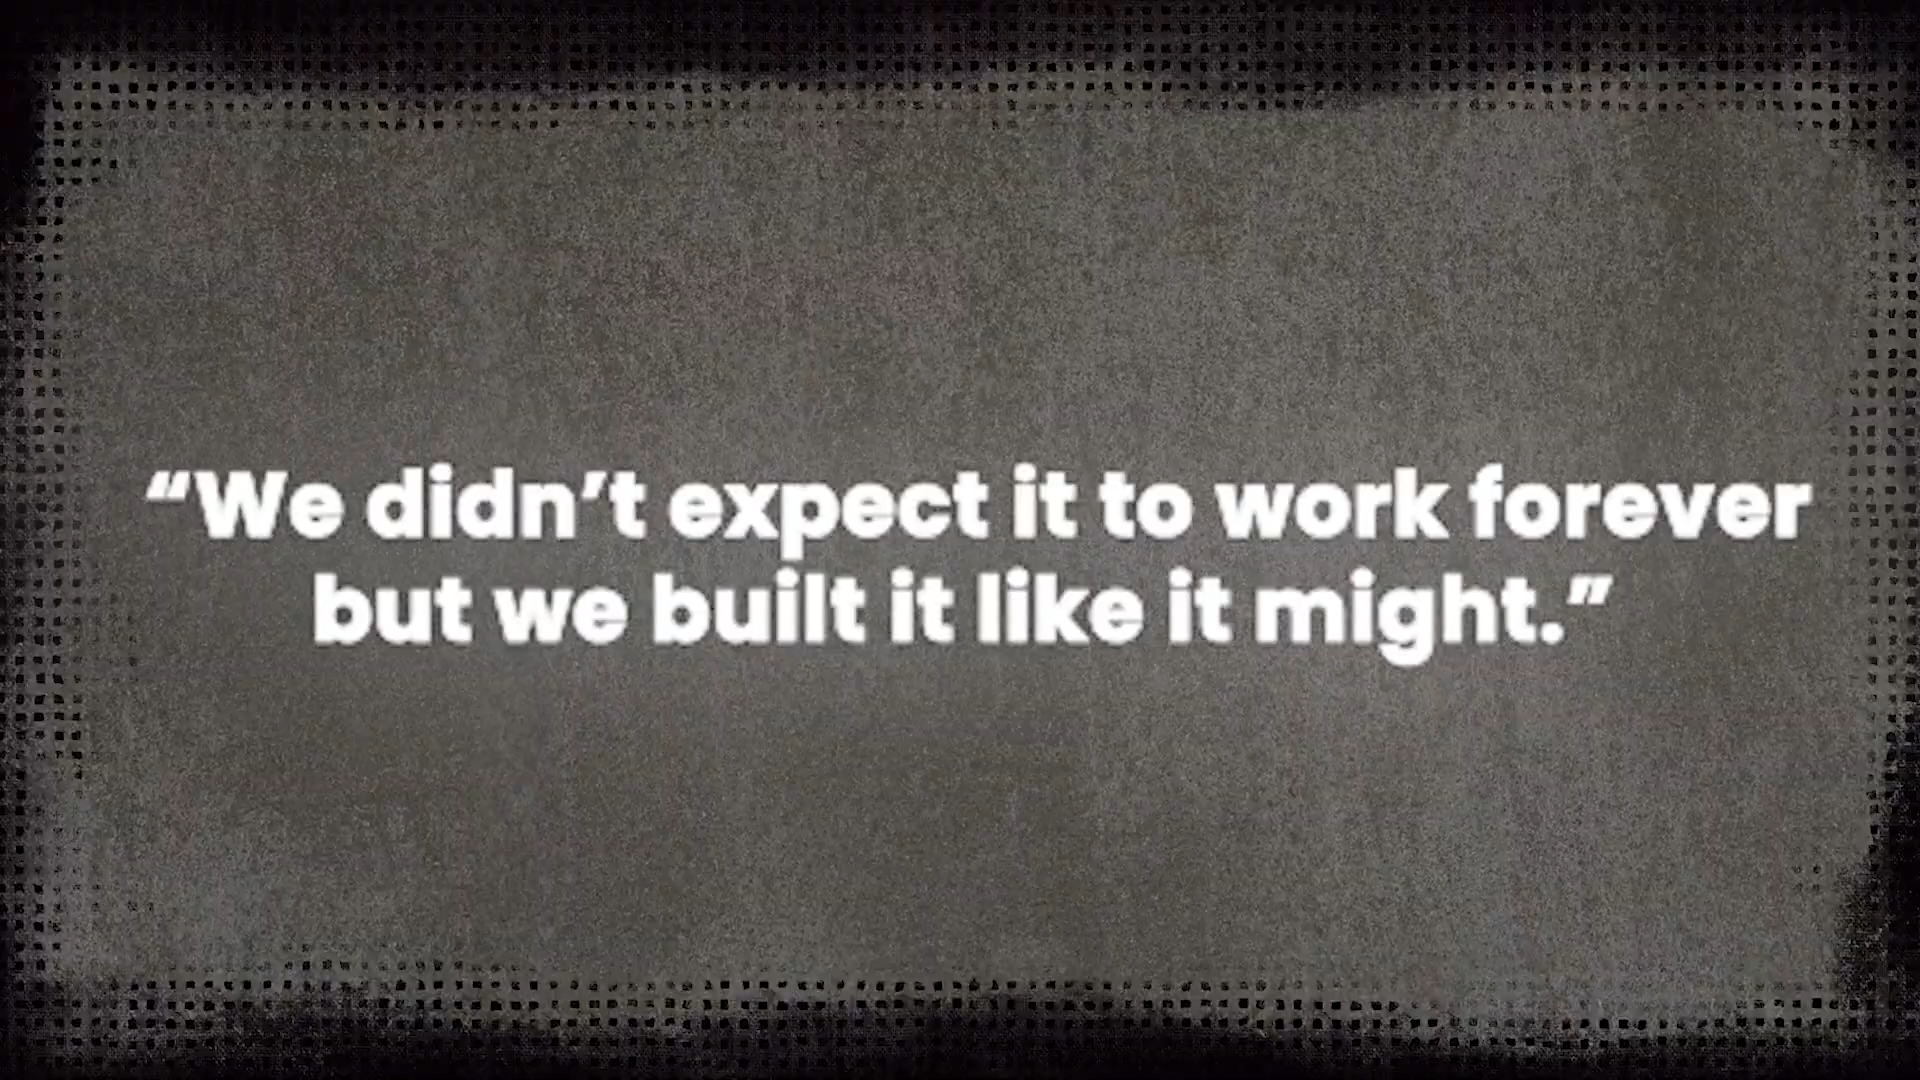 “We didn’t expect it to work forever
but we built it like it might.”